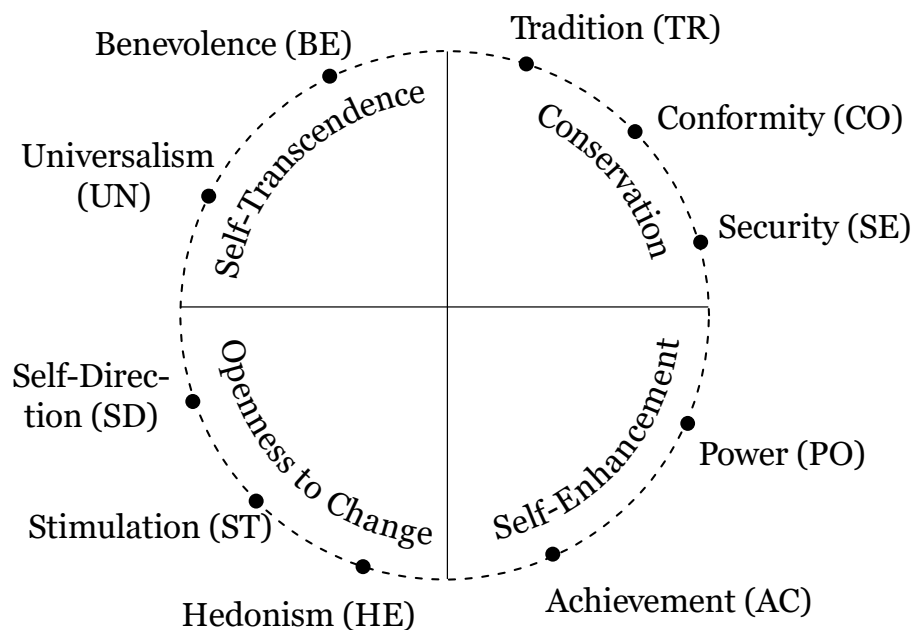 Tradition (TR)
Benevolence (BE)
Conformity (CO)
Self-Transcendence
Conservation
Universalism
(UN)
Security (SE)
Self-Direc-
tion (SD)
Openness to Change
Self-Enhancement
Power (PO)
Stimulation (ST)
Achievement (AC)
Hedonism (HE)